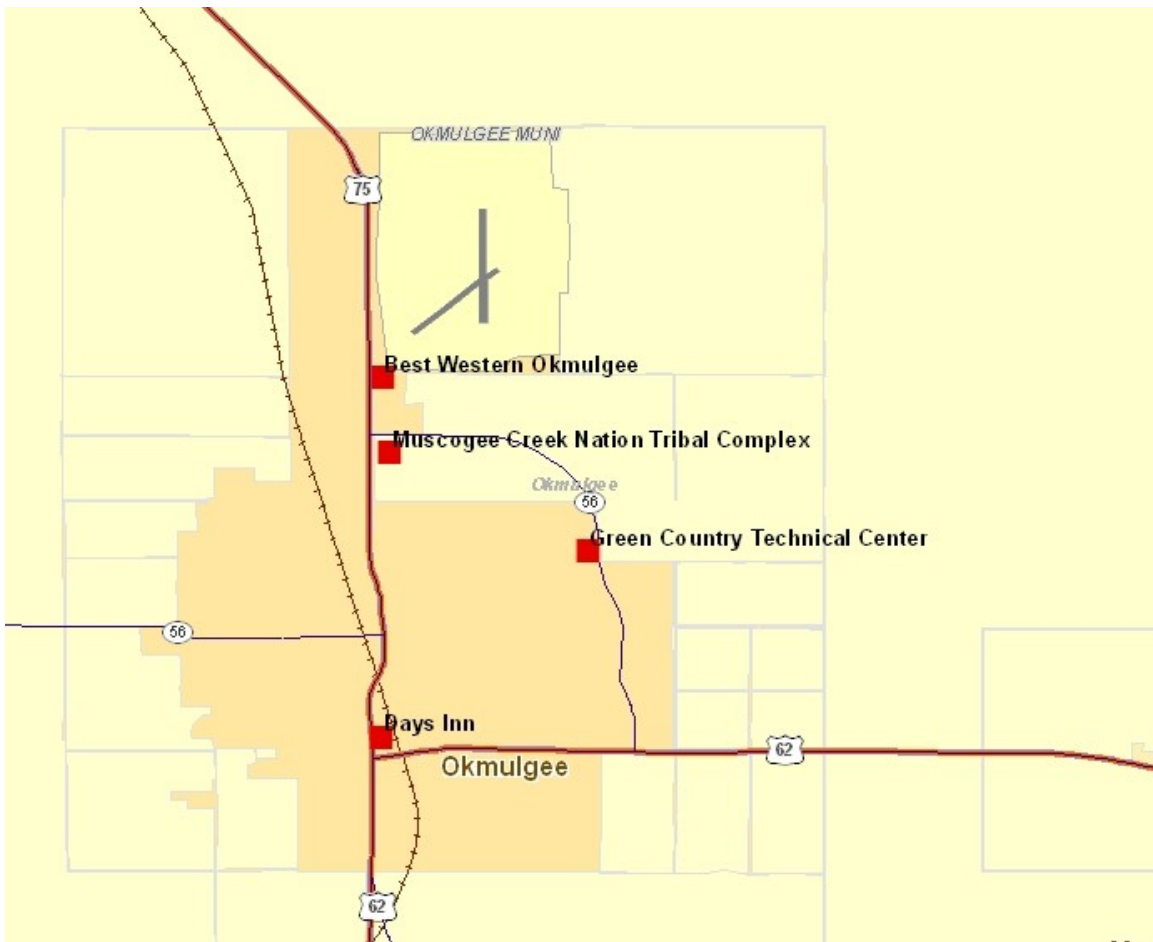 OKMULGEE MUNI
75
Best Western Okmulgee
Muscogee Creek Nation Tribal Complex
Okmulgee
56
Green Country Technical Center
56
Days Inn
62
Okmulgee
62